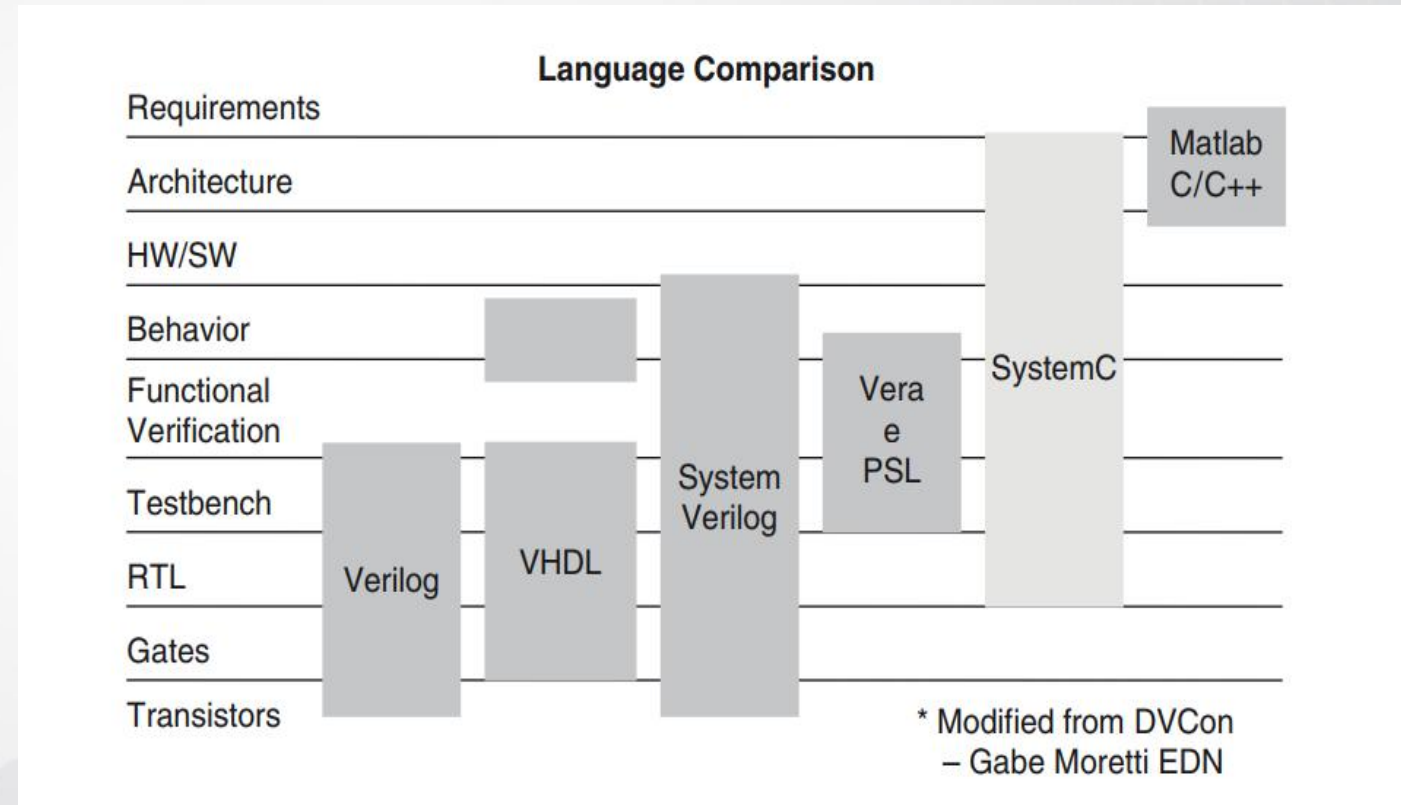 Language Comparison
Requirements
Architecture
HW/SW
Behavior
Functional
Verification
Testbench
RTL
Gates
Transistors
Verilog
VHDL
System
Verilog
Vera
e
PSL
SystemC
Matlab
C/C++
* Modified from DVCon
– Gabe Moretti EDN